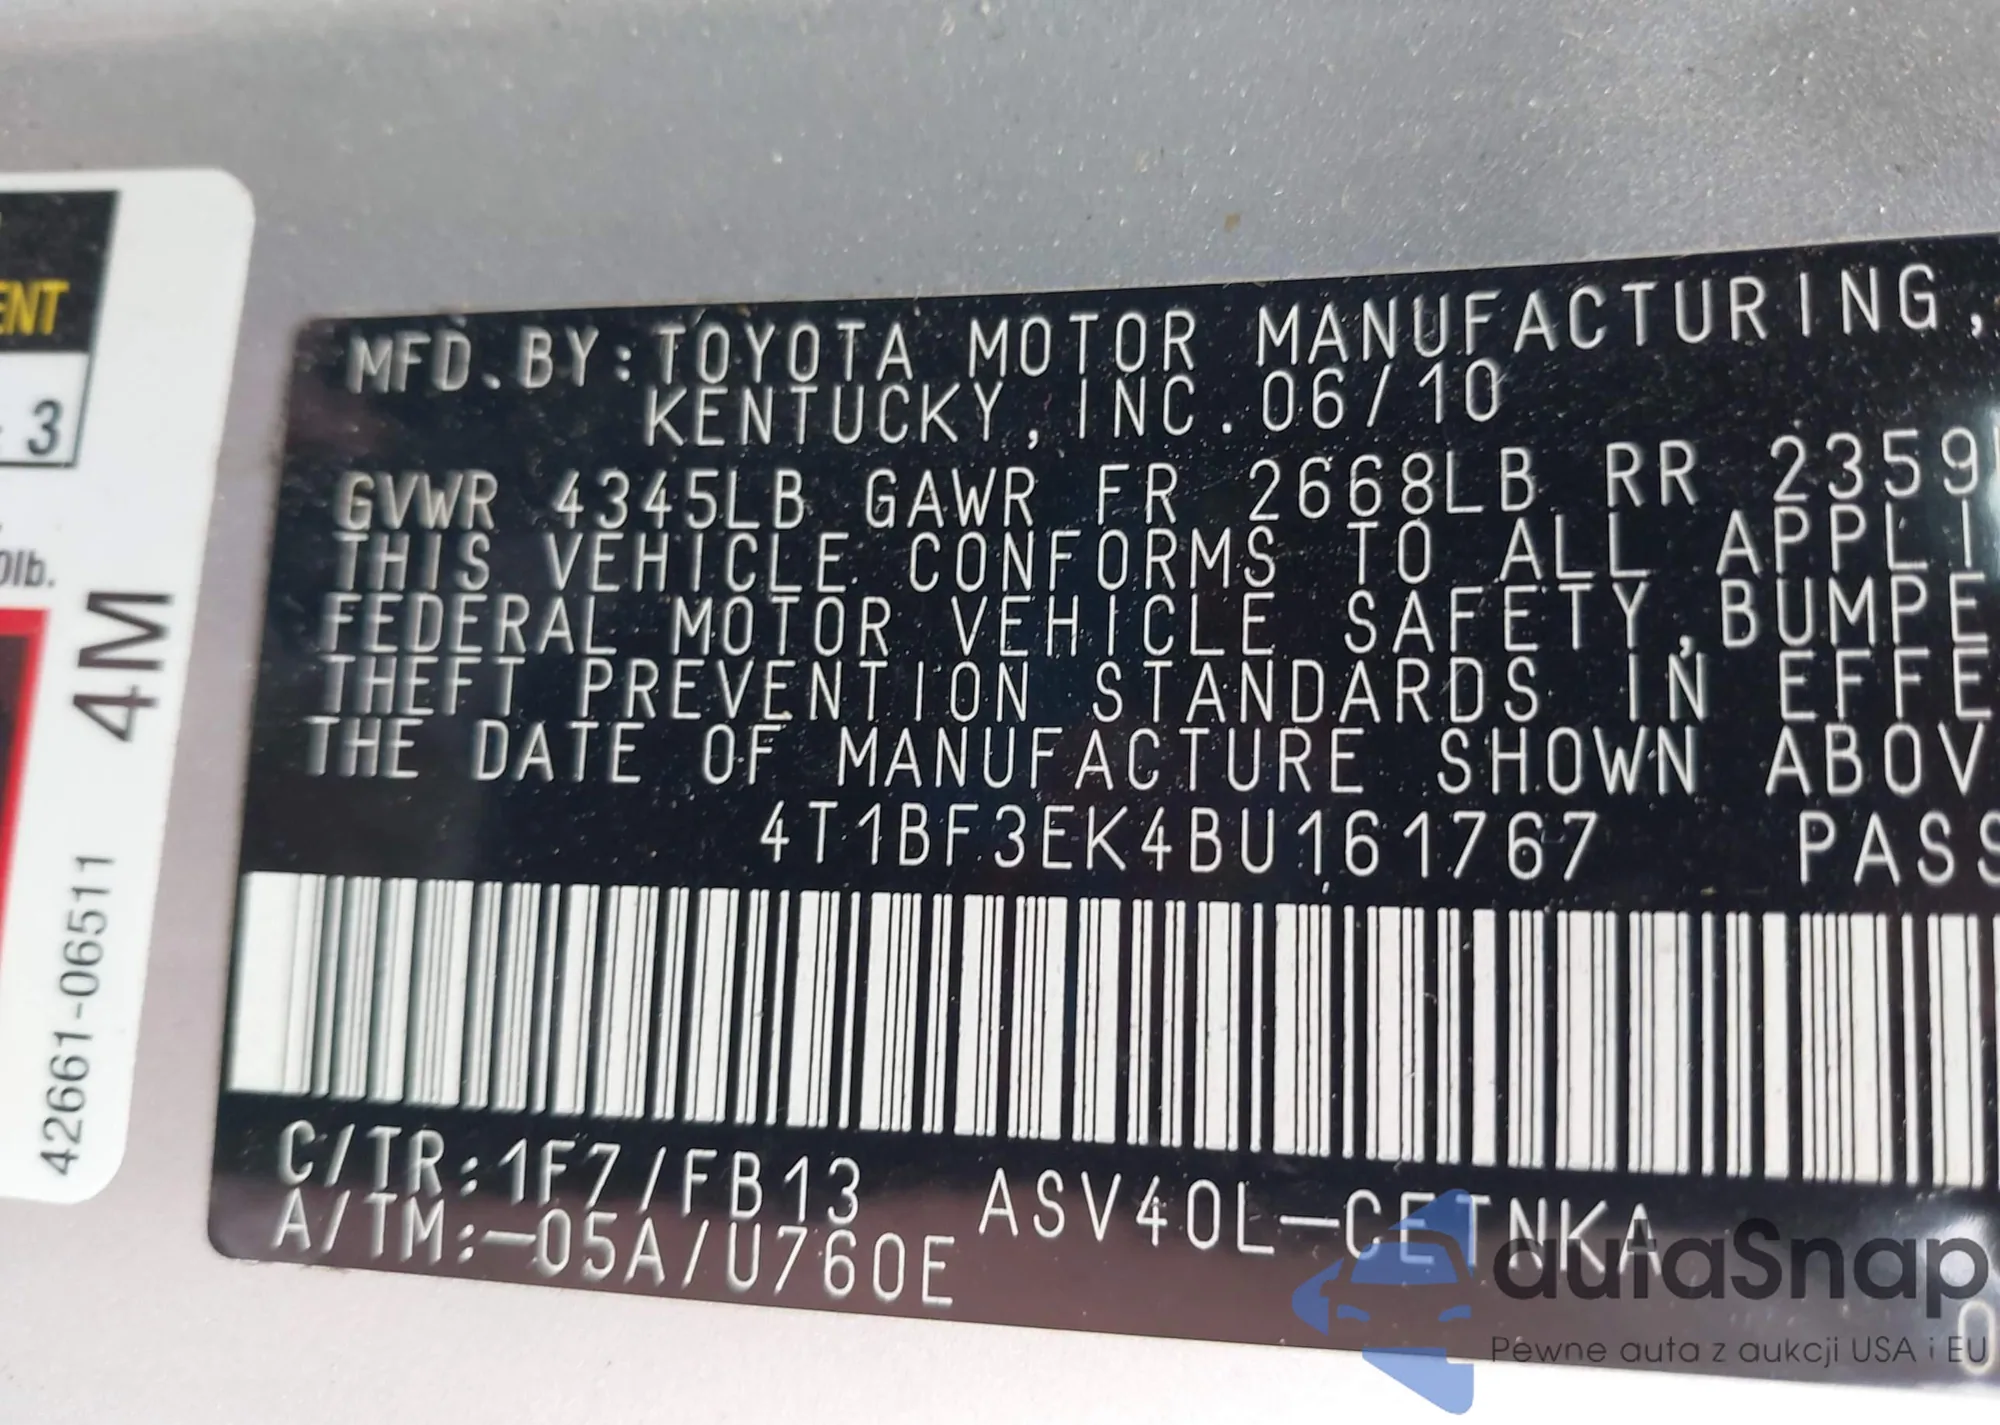 ENT
3
0lb.
4M
42661-06511
MFD.BY:TOYOTA MOTOR MANUFACTURING,
KENTUCKY, INC.06/10
GVWR 4345LB GAWR FR 2668LB RR 2359
THIS VEHICLE CONFORMS TO ALL APPLI
FEDERAL MOTOR VEHICLE SAFETY,BUMPE
THEFT PREVENTION STANDARDS IN EFFE
THE DATE OF MANUFACTURE SHOWN ABOV
4T1BF3EK4BU161767 PASS
C/TR:1F7/FB13 ASV40L-CETNKA
A/TM:-05A/U760E
autaSnap
Pewne auta z aukcji USA i EU